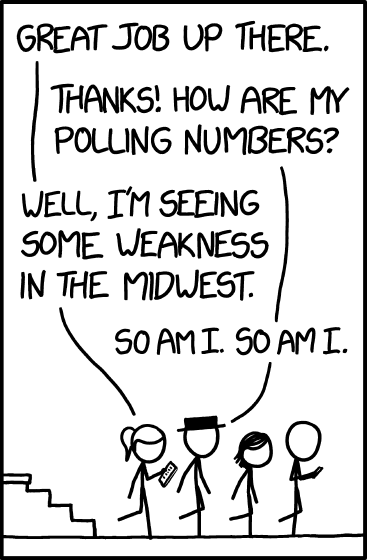 GREAT JOB UP THERE.
THANKS! HOW ARE MY
POLLING NUMBERS?
WELL, I'M SEEING
SOME WEAKNESS
IN THE MIDWEST.
SO AM I. SO AM I.